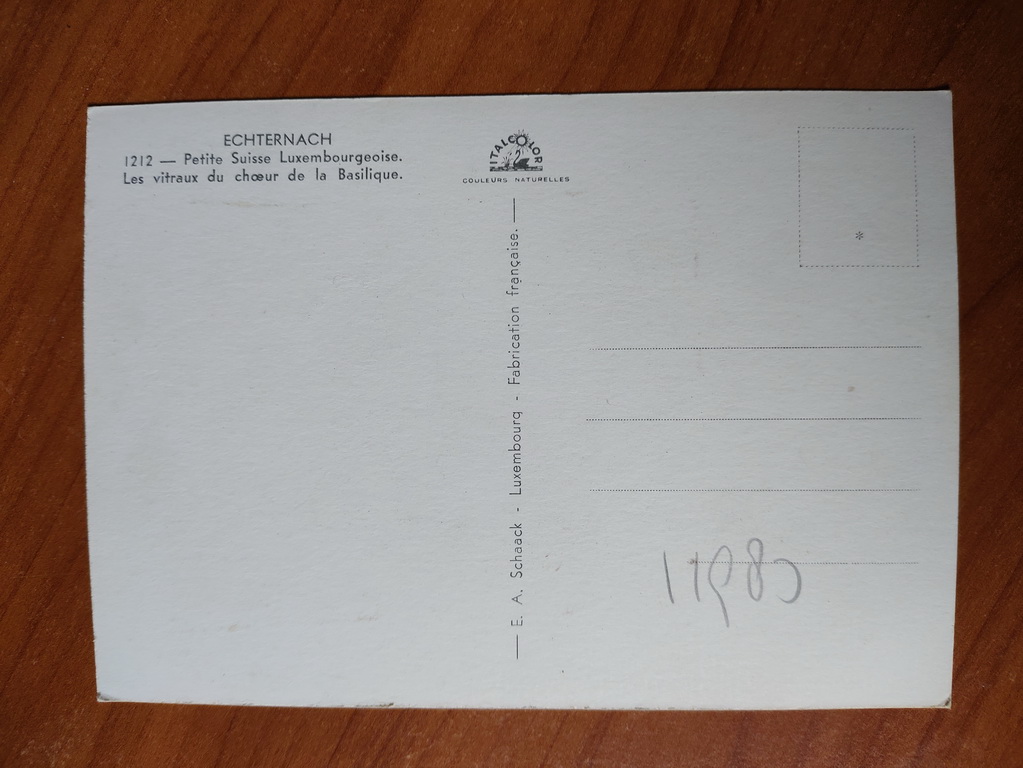 ECHTERNACH
1212 — Petite Suisse Luxembourgeoise.
Les vitraux du chœur de la Basilique.
ITALCOLOR
COULEURS NATURELLES
— E. A. Schaack - Luxembourg - Fabrication française. —
*